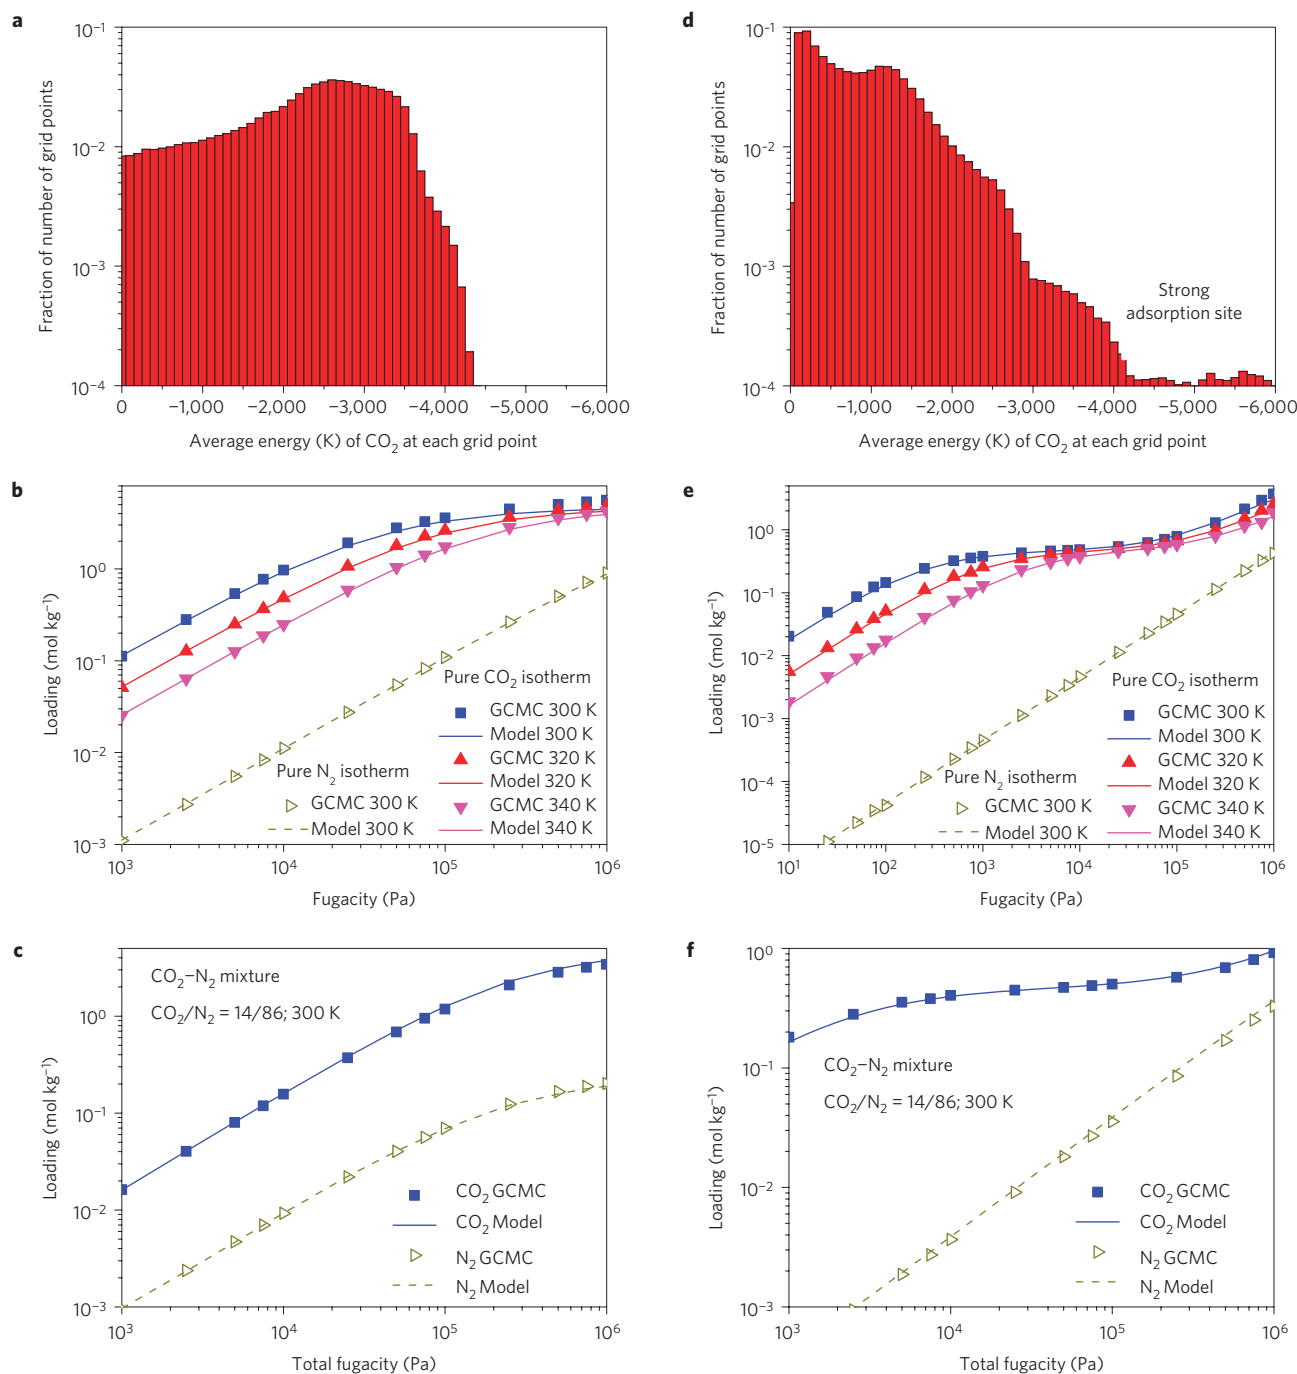 a
10⁻¹
10⁻²
10⁻³
10⁻⁴
Fraction of number of grid points
0 −1,000 −2,000 −3,000 −4,000 −5,000 −6,000
Average energy (K) of CO₂ at each grid point
d
10⁻¹
10⁻²
10⁻³
10⁻⁴
Fraction of number of grid points
Strong
adsorption site
0 −1,000 −2,000 −3,000 −4,000 −5,000 −6,000
Average energy (K) of CO₂ at each grid point
b
10⁰
10⁻¹
10⁻²
10⁻³
Loading (mol kg⁻¹)
Pure CO₂ isotherm
GCMC 300 K
Model 300 K
GCMC 320 K
Model 320 K
GCMC 340 K
Model 340 K
Pure N₂ isotherm
GCMC 300 K
Model 300 K
10³ 10⁴ 10⁵ 10⁶
Fugacity (Pa)
e
10⁰
10⁻¹
10⁻²
10⁻³
10⁻⁴
10⁻⁵
Loading (mol kg⁻¹)
Pure CO₂ isotherm
GCMC 300 K
Model 300 K
GCMC 320 K
Model 320 K
GCMC 340 K
Model 340 K
Pure N₂ isotherm
GCMC 300 K
Model 300 K
10¹ 10² 10³ 10⁴ 10⁵ 10⁶
Fugacity (Pa)
c
10⁰
10⁻¹
10⁻²
10⁻³
Loading (mol kg⁻¹)
CO₂−N₂ mixture
CO₂/N₂ = 14/86; 300 K
CO₂ GCMC
CO₂ Model
N₂ GCMC
N₂ Model
10³ 10⁴ 10⁵ 10⁶
Total fugacity (Pa)
f
10⁰
10⁻¹
10⁻²
10⁻³
Loading (mol kg⁻¹)
CO₂−N₂ mixture
CO₂/N₂ = 14/86; 300 K
CO₂ GCMC
CO₂ Model
N₂ GCMC
N₂ Model
10³ 10⁴ 10⁵ 10⁶
Total fugacity (Pa)